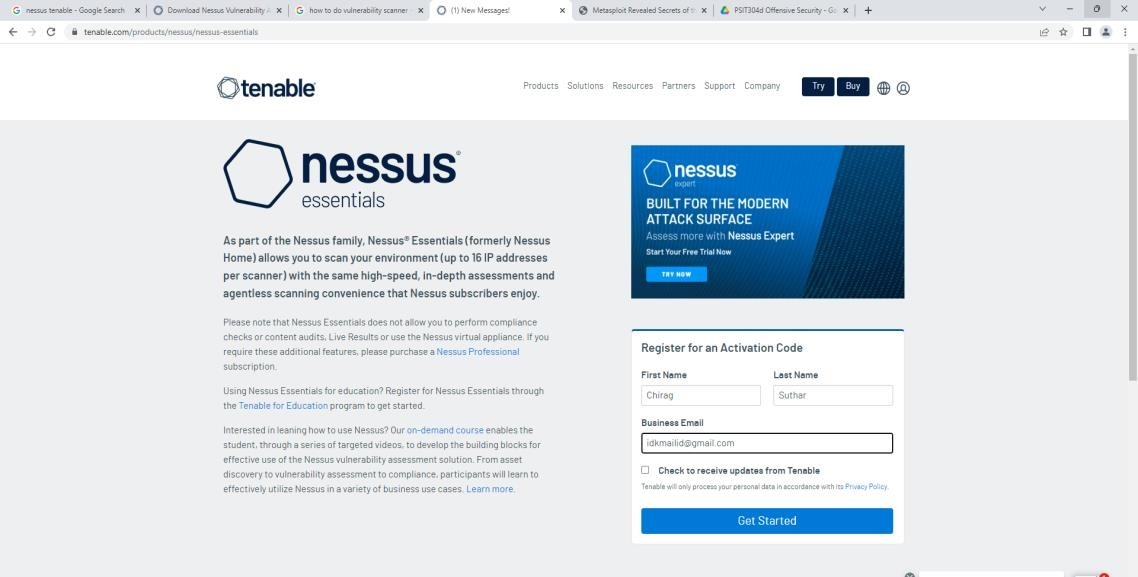 nessus tenable - Google Search
Download Nessus Vulnerability A
how to do vulnerability scanner -
(1) New Messages!
Metasploit Revealed Secrets of th
PSIT304d Offensive Security - Go
tenable.com/products/nessus/nessus-essentials
tenable
Products Solutions Resources Partners Support Company Try Buy
nessus®
essentials
As part of the Nessus family, Nessus® Essentials (formerly Nessus
Home) allows you to scan your environment (up to 16 IP addresses
per scanner) with the same high-speed, in-depth assessments and
agentless scanning convenience that Nessus subscribers enjoy.
Please note that Nessus Essentials does not allow you to perform compliance
checks or content audits, Live Results or use the Nessus virtual appliance. If you
require these additional features, please purchase a Nessus Professional
subscription.
Using Nessus Essentials for education? Register for Nessus Essentials through
the Tenable for Education program to get started.
Interested in leaning how to use Nessus? Our on-demand course enables the
student, through a series of targeted videos, to develop the building blocks for
effective use of the Nessus vulnerability assessment solution. From asset
discovery to vulnerability assessment to compliance, participants will learn to
effectively utilize Nessus in a variety of business use cases. Learn more.
nessus
expert
BUILT FOR THE MODERN
ATTACK SURFACE
Assess more with Nessus Expert
Start Your Free Trial Now
TRY NOW
Register for an Activation Code
First Name Last Name
Chirag Suthar
Business Email
idkmailid@gmail.com
Check to receive updates from Tenable
Tenable will only process your personal data in accordance with its Privacy Policy.
Get Started